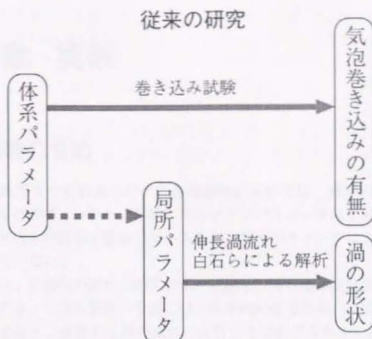 従来の研究
体系パラメータ
巻き込み試験
気泡巻き込みの有無
局所パラメータ
伸長渦流れ
白石らによる解析
渦の形状